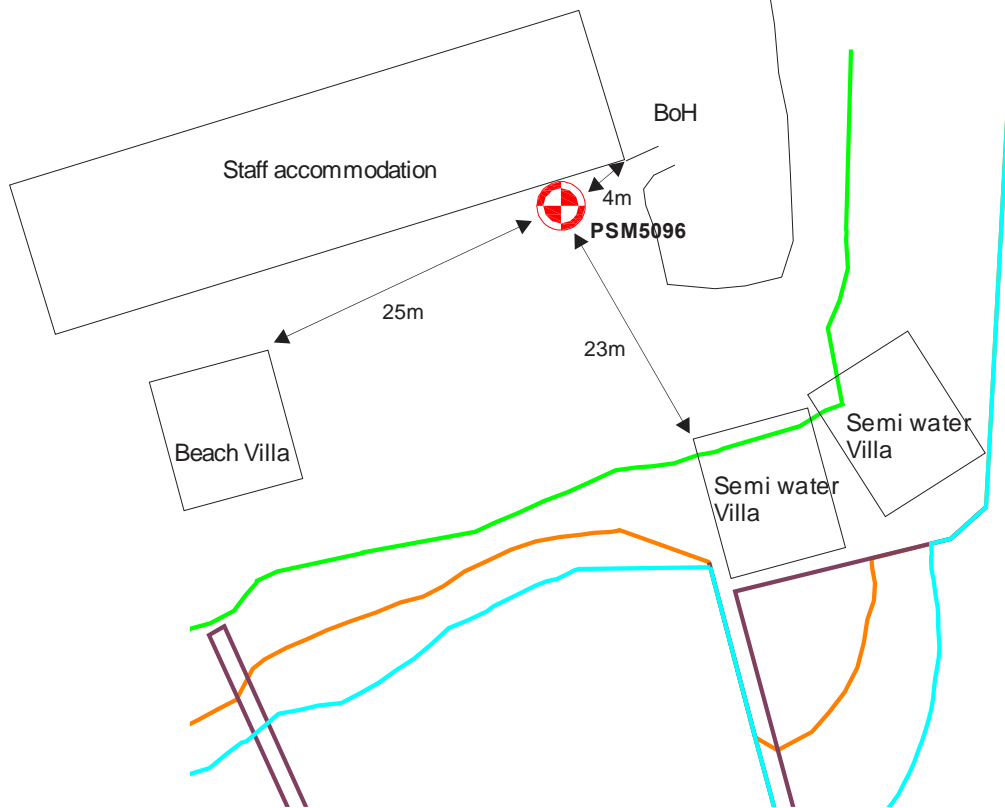 BoH
Staff accommodation
4m
PSM5096
25m
23m
Semi water
Villa
Beach Villa
Semi water
Villa